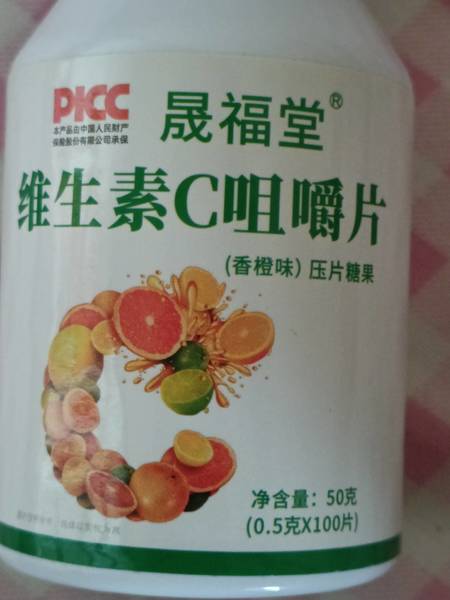 PICC
本产品由中国人民财产
保险股份有限公司承保
晟福堂®
维生素C咀嚼片
(香橙味) 压片糖果
净含量: 50克
(0.5克X100片)